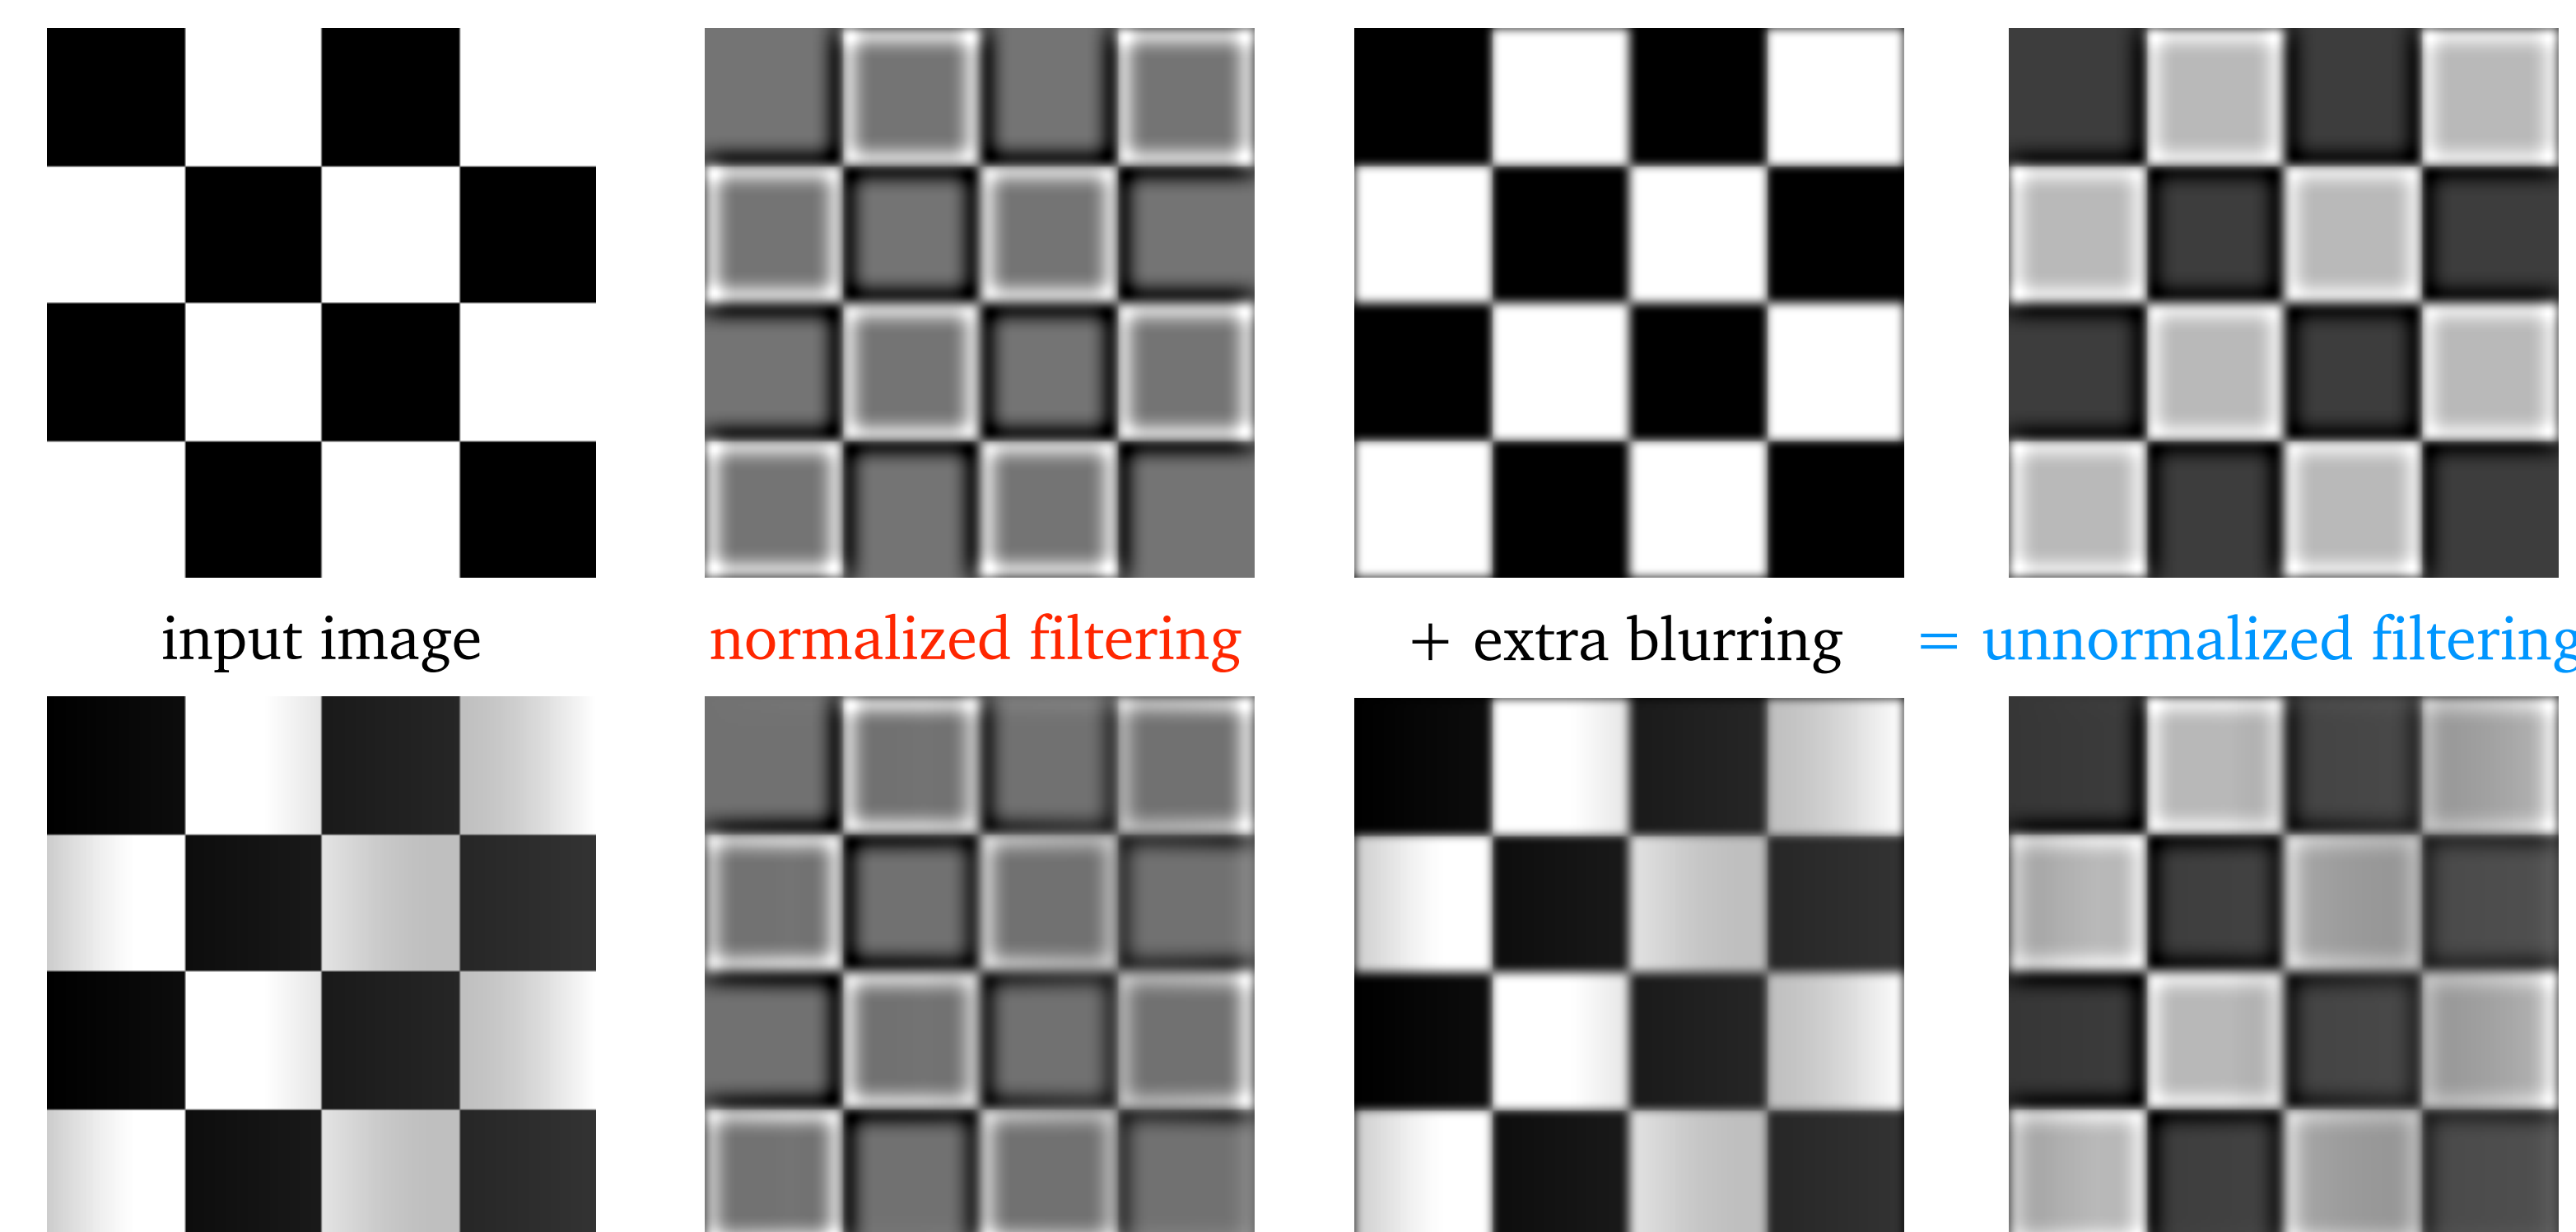 input image
normalized filtering
+ extra blurring
= unnormalized filtering